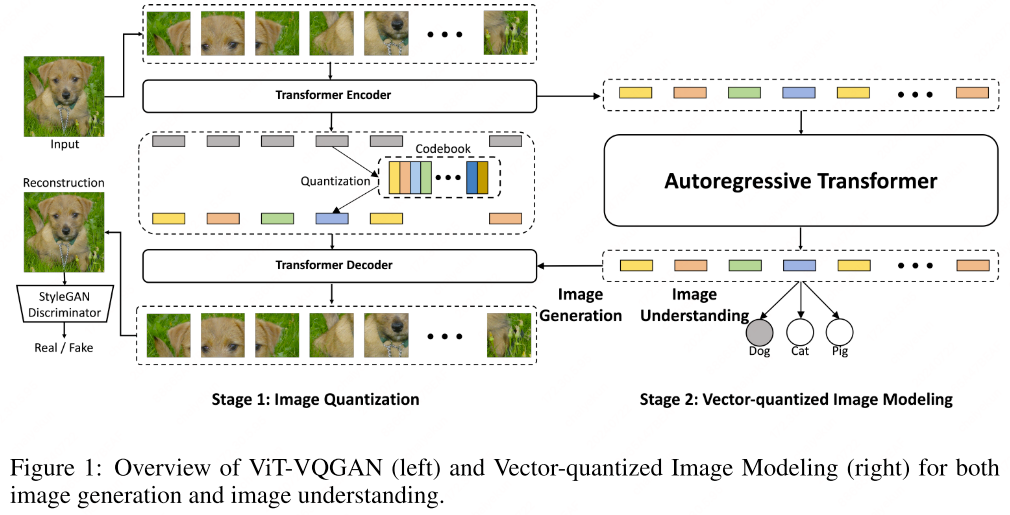 Input
Transformer Encoder
Codebook
Quantization
Reconstruction
Transformer Decoder
StyleGAN
Discriminator
Real / Fake
Stage 1: Image Quantization
Autoregressive Transformer
Image
Generation
Image
Understanding
Dog
Cat
Pig
Stage 2: Vector-quantized Image Modeling
Figure 1: Overview of ViT-VQGAN (left) and Vector-quantized Image Modeling (right) for both
image generation and image understanding.